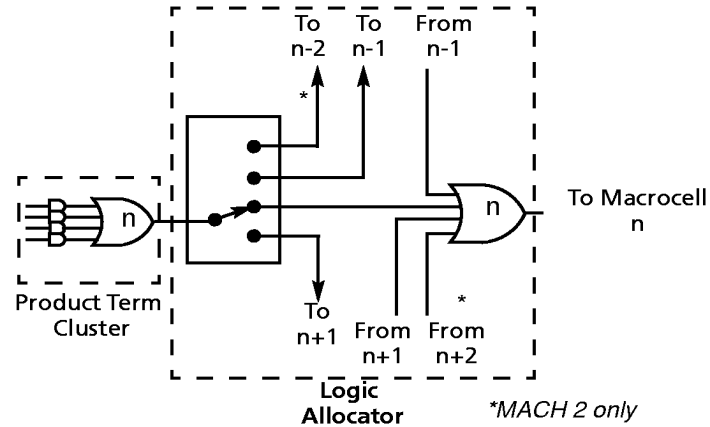 To To From
n-2 n-1 n-1
*
n n To Macrocell
n
Product Term
Cluster
To
n+1
From
n+1
*
From
n+2
Logic
Allocator
*MACH 2 only